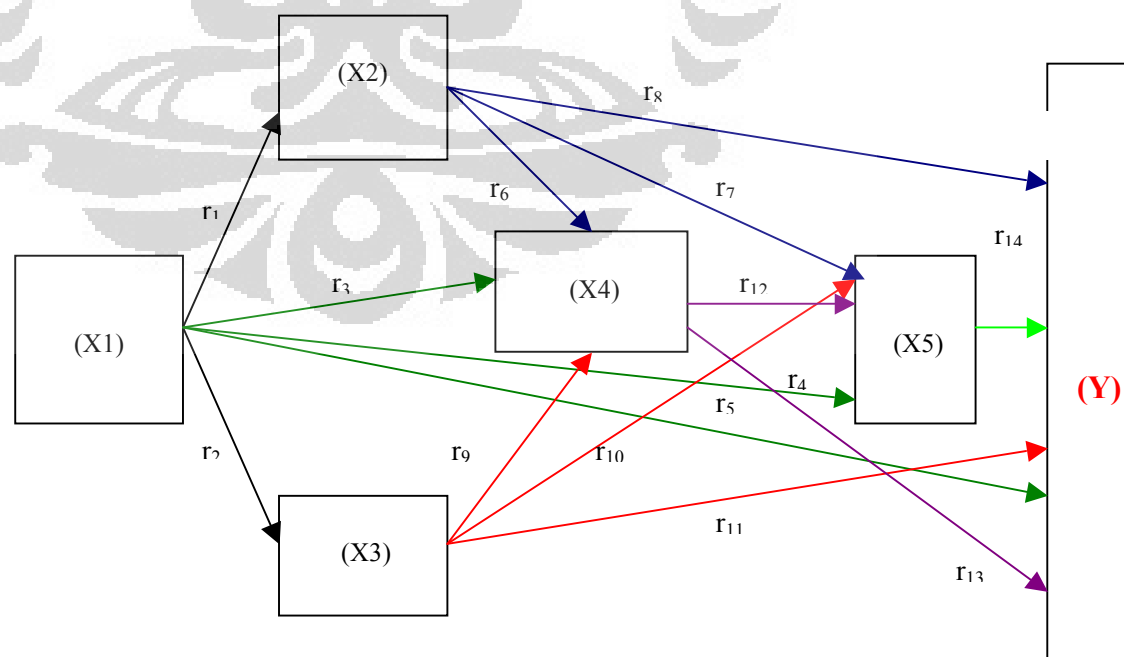 (X2)
r₈
r₆
r₇
r₁
r₁₄
r₃
(X4)
r₁₂
(X1)
(X5)
r₄
(Y)
r₅
r₂
r₉
r₁₀
r₁₁
(X3)
r₁₃